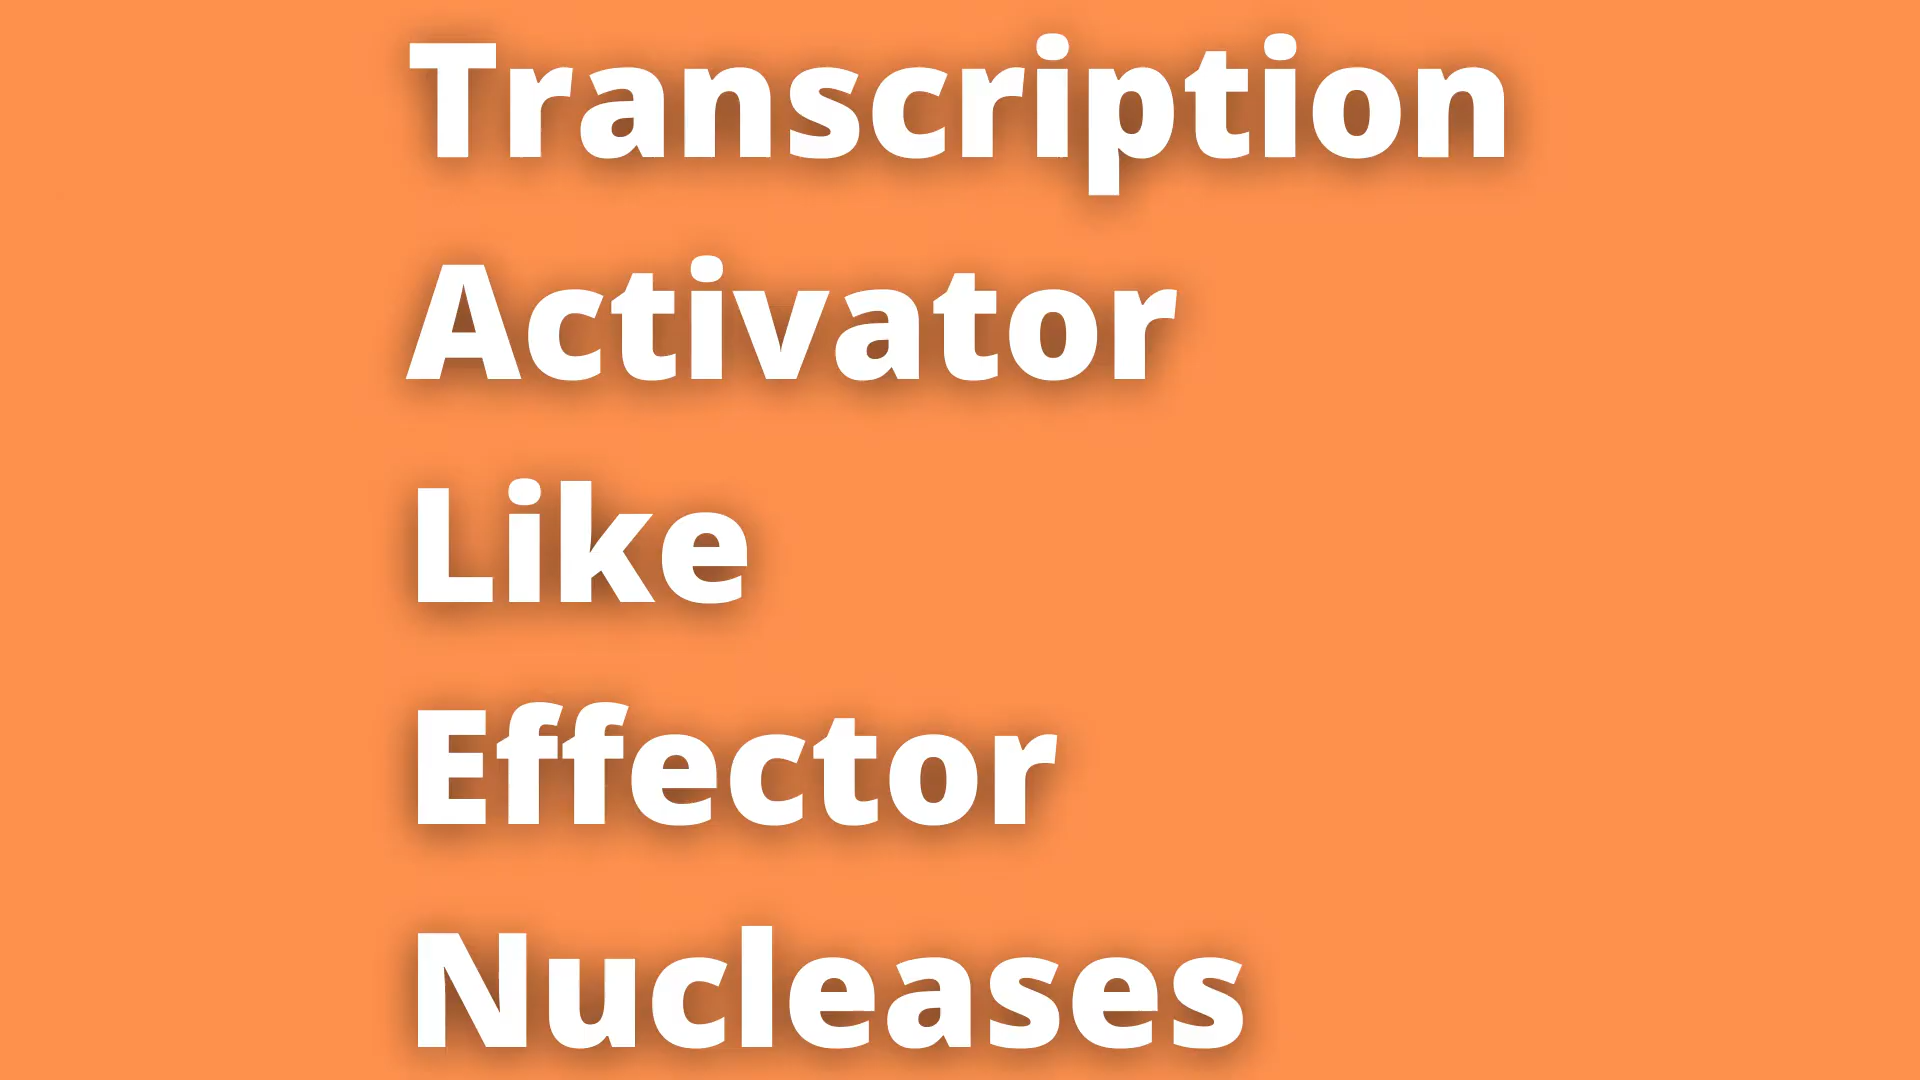 Transcription
Activator
Like
Effector
Nucleases